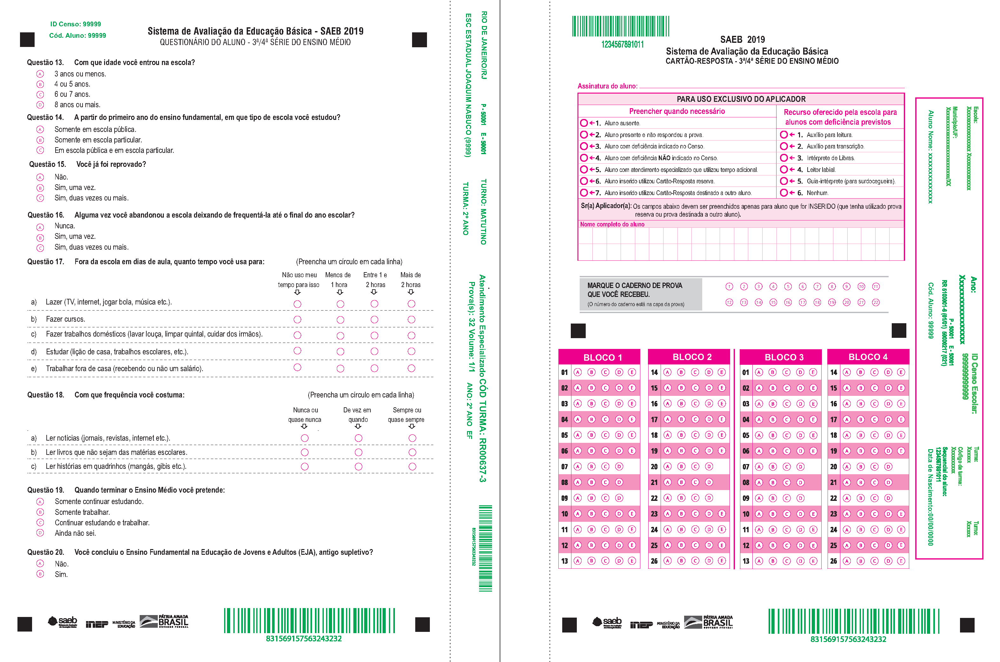 ID Censo: 99999
Cód. Aluno: 99999
Sistema de Avaliação da Educação Básica - SAEB 2019
QUESTIONÁRIO DO ALUNO - 3ª/4ª SÉRIE DO ENSINO MÉDIO
Questão 13. Com que idade você entrou na escola?
A 3 anos ou menos.
B 4 ou 5 anos.
C 6 ou 7 anos.
D 8 anos ou mais.
Questão 14. A partir do primeiro ano do ensino fundamental, em que tipo de escola você estudou?
A Somente em escola pública.
B Somente em escola particular.
C Em escola pública e em escola particular.
Questão 15. Você já foi reprovado?
A Não.
B Sim, uma vez.
C Sim, duas vezes ou mais.
Questão 16. Alguma vez você abandonou a escola deixando de frequentá-la até o final do ano escolar?
A Nunca.
B Sim, uma vez.
C Sim, duas vezes ou mais.
Questão 17. Fora da escola em dias de aula, quanto tempo você usa para: (Preencha um círculo em cada linha)
Não uso meu Menos de Entre 1 e Mais de
tempo para isso 1 hora 2 horas 2 horas
a) Lazer (TV, internet, jogar bola, música etc.).
b) Fazer cursos.
c) Fazer trabalhos domésticos (lavar louça, limpar quintal, cuidar dos irmãos).
d) Estudar (lição de casa, trabalhos escolares, etc.).
e) Trabalhar fora de casa (recebendo ou não um salário).
Questão 18. Com que frequência você costuma: (Preencha um círculo em cada linha)
Nunca ou De vez em Sempre ou
quase nunca quando quase sempre
a) Ler notícias (jornais, revistas, internet etc.).
b) Ler livros que não sejam das matérias escolares.
c) Ler histórias em quadrinhos (mangás, gibis etc.).
Questão 19. Quando terminar o Ensino Médio você pretende:
A Somente continuar estudando.
B Somente trabalhar.
C Continuar estudando e trabalhar.
D Ainda não sei.
Questão 20. Você concluiu o Ensino Fundamental na Educação de Jovens e Adultos (EJA), antigo supletivo?
A Não.
B Sim.
saeb
Sistema de Avaliação
da Educação Básica
INEP
MINISTÉRIO DA
EDUCAÇÃO
PÁTRIA AMADA
BRASIL
GOVERNO FEDERAL
831569157563243232
RIO DE JANEIRO/RJ P - 50001 E - 50001 TURNO: MATUTINO Atendimento Especializado CÓD TURMA: RR00637-3
ESC ESTADUAL JOAQUIM NABUCO (9999) TURMA: 2º ANO Prova(s): 32 Volume: 1/1 ANO: 2º ANO EF
831569157563243232
1234567891011
SAEB 2019
Sistema de Avaliação da Educação Básica
CARTÃO-RESPOSTA - 3ª/4ª SÉRIE DO ENSINO MÉDIO
Assinatura do aluno:
PARA USO EXCLUSIVO DO APLICADOR
Preencher quando necessário
1. Aluno ausente.
2. Aluno presente e não respondeu a prova.
3. Aluno com deficiência indicado no Censo.
4. Aluno com deficiência NÃO indicado no Censo.
5. Aluno com atendimento especializado que utilizou tempo adicional.
6. Aluno inserido utilizou Cartão-Resposta reserva.
7. Aluno inserido utilizou Cartão-Resposta destinado a outro aluno.
Recurso oferecido pela escola para
alunos com deficiência previstos
1. Auxílio para leitura.
2. Auxílio para transcrição.
3. Intérprete de Libras.
4. Leitor labial.
5. Guia-intérprete (para surdocegueira).
6. Nenhum.
Sr(a) Aplicador(a): Os campos abaixo devem ser preenchidos apenas para aluno que for INSERIDO (que tenha utilizado prova
reserva ou prova destinada a outro aluno).
Nome completo do aluno
MARQUE O CADERNO DE PROVA
QUE VOCÊ RECEBEU.
(O número do caderno está na capa da prova)
1 2 3 4 5 6 7 8 9 10 11
12 13 14 15 16 17 18 19 20 21 22
BLOCO 1 BLOCO 2 BLOCO 3 BLOCO 4
01 A B C D E 14 A B C D E 01 A B C D E 14 A B C D E
02 A B C D E 15 A B C D E 02 A B C D E 15 A B C D E
03 A B C D E 16 A B C D E 03 A B C D E 16 A B C D E
04 A B C D E 17 A B C D E 04 A B C D E 17 A B C D E
05 A B C D E 18 A B C D E 05 A B C D E 18 A B C D E
06 A B C D E 19 A B C D E 06 A B C D E 19 A B C D E
07 A B C D 20 A B C D 07 A B C D 20 A B C D
08 A B C D 21 A B C D 08 A B C D 21 A B C D
09 A B C D 22 A B C D 09 A B C D 22 A B C D
10 A B C D E 23 A B C D E 10 A B C D E 23 A B C D E
11 A B C D E 24 A B C D E 11 A B C D E 24 A B C D E
12 A B C D E 25 A B C D E 12 A B C D E 25 A B C D E
13 A B C D E 26 A B C D E 13 A B C D E 26 A B C D E
saeb
Sistema de Avaliação
da Educação Básica
INEP
MINISTÉRIO DA
EDUCAÇÃO
PÁTRIA AMADA
BRASIL
GOVERNO FEDERAL
831569157563243232
Escola:
Município/UF:
Aluno Nome:
Ano:
ID Censo Escolar:
999999999999
P - 50001 E - 50001
RR 5100001-6 (01/01) 50000217 (021)
Cód. Aluno: 99999
Turma:
Turno:
Código da turma:
Sequencial do aluno:
1234567891011
Data de Nascimento:00/00/0000